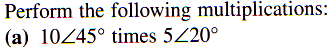 Perform the following multiplications:
(a) 10∠45° times 5∠20°